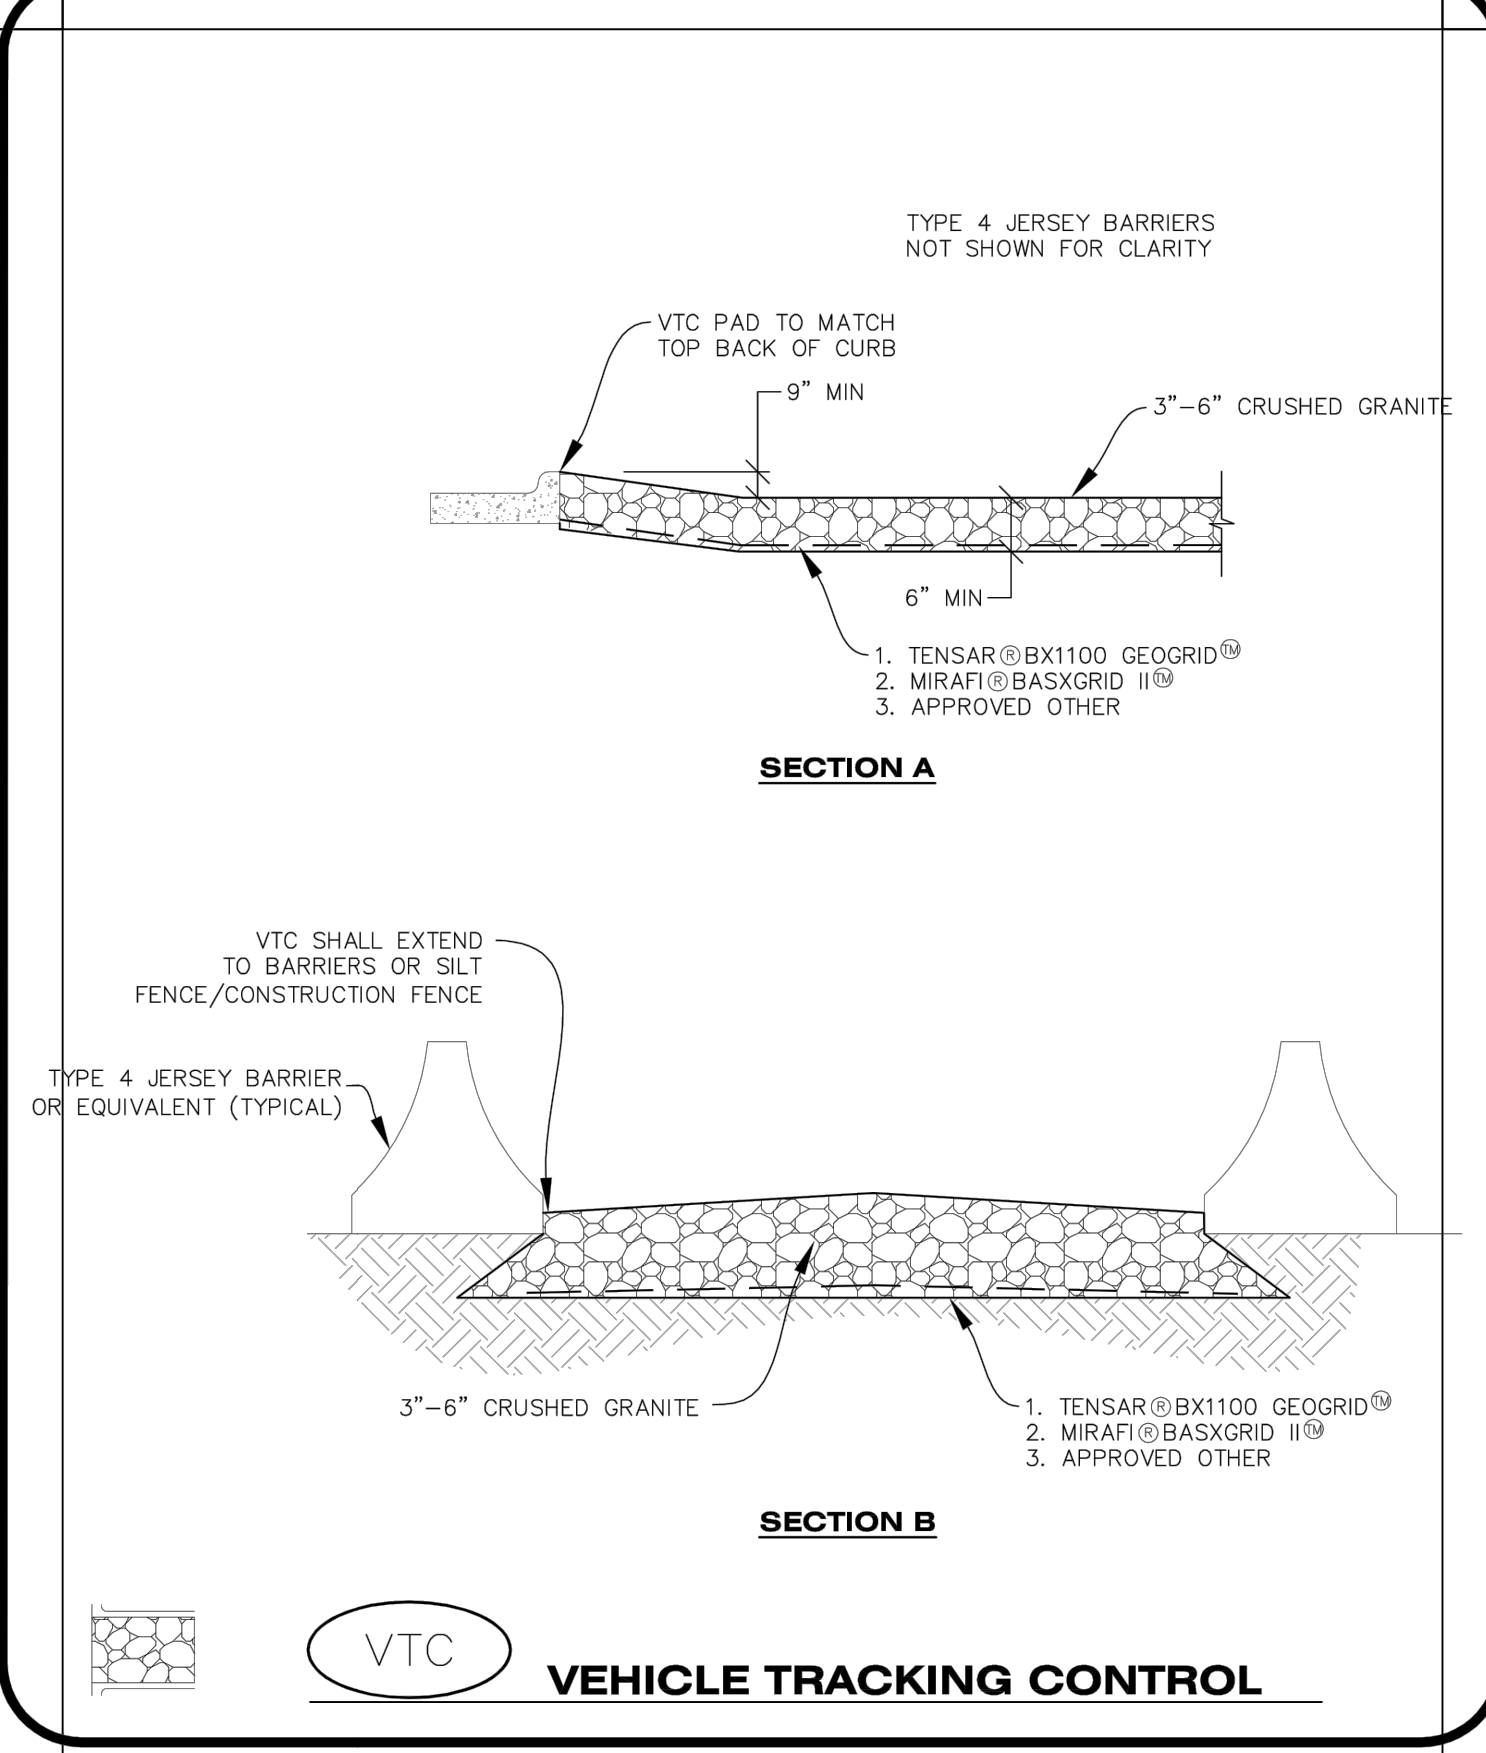 TYPE 4 JERSEY BARRIERS
NOT SHOWN FOR CLARITY
VTC PAD TO MATCH
TOP BACK OF CURB
9” MIN
3”–6” CRUSHED GRANITE
6” MIN
1. TENSAR®BX1100 GEOGRID™
2. MIRAFI®BASXGRID II™
3. APPROVED OTHER
SECTION A
VTC SHALL EXTEND
TO BARRIERS OR SILT
FENCE/CONSTRUCTION FENCE
TYPE 4 JERSEY BARRIER
OR EQUIVALENT (TYPICAL)
3”–6” CRUSHED GRANITE
1. TENSAR®BX1100 GEOGRID™
2. MIRAFI®BASXGRID II™
3. APPROVED OTHER
SECTION B
VTC
VEHICLE TRACKING CONTROL